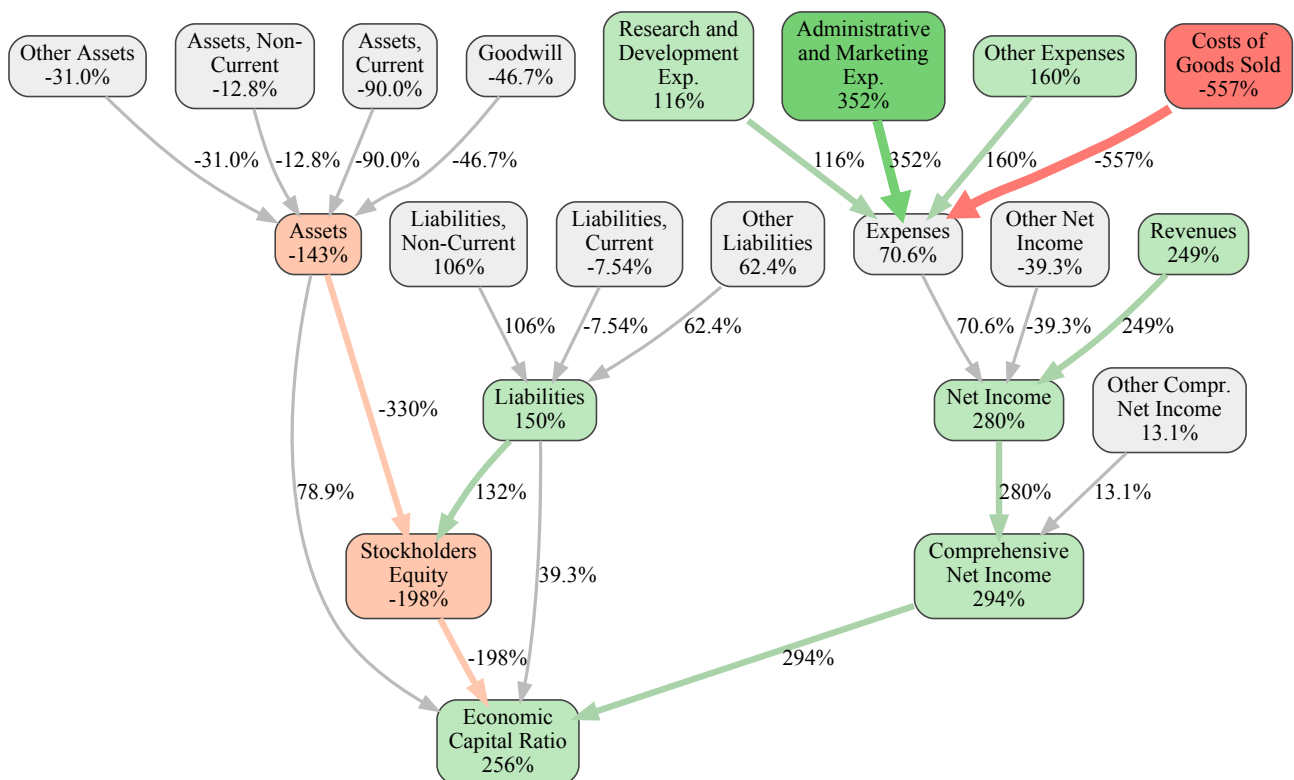 Other Assets
-31.0%
Assets, Non-
Current
-12.8%
Assets,
Current
-90.0%
Goodwill
-46.7%
Research and
Development
Exp.
116%
Administrative
and Marketing
Exp.
352%
Other Expenses
160%
Costs of
Goods Sold
-557%
-31.0%
-12.8%
-90.0%
-46.7%
116%
352%
160%
-557%
Assets
-143%
Liabilities,
Non-Current
106%
Liabilities,
Current
-7.54%
Other
Liabilities
62.4%
Expenses
70.6%
Other Net
Income
-39.3%
Revenues
249%
106%
-7.54%
62.4%
70.6%
-39.3%
249%
-330%
Liabilities
150%
Net Income
280%
Other Compr.
Net Income
13.1%
78.9%
132%
280%
13.1%
Stockholders
Equity
-198%
39.3%
Comprehensive
Net Income
294%
-198%
294%
Economic
Capital Ratio
256%